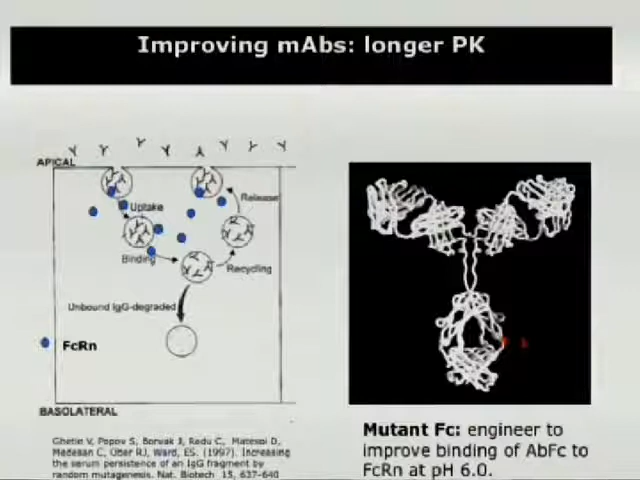 Improving mAbs: longer PK
APICAL
Release
Uptake
Binding
Recycling
Unbound IgG-degraded
FcRn
BASOLATERAL
Ghetie V, Popov S, Borvak J, Radu C, Matesoi D,
Medesan C, Ober RJ, Ward, ES. (1997). Increasing
the serum persistence of an IgG fragment by
random mutagenesis. Nat. Biotech 15, 637-640
Mutant Fc: engineer to
improve binding of AbFc to
FcRn at pH 6.0.